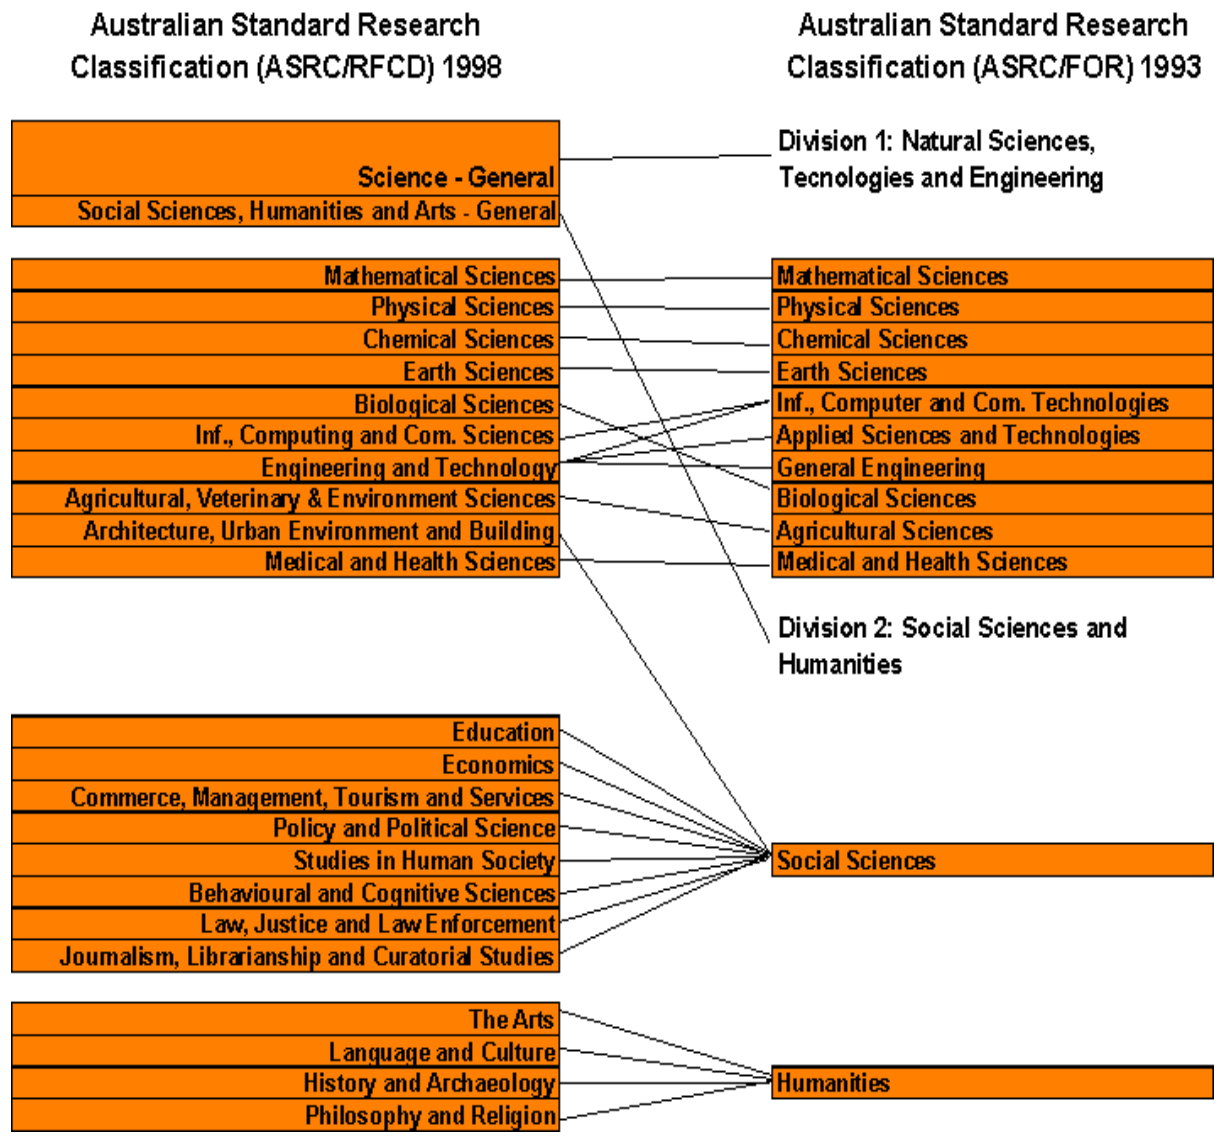 Australian Standard Research
Classification (ASRC/RFCD) 1998
Australian Standard Research
Classification (ASRC/FOR) 1993
Science - General
Social Sciences, Humanities and Arts - General
Division 1: Natural Sciences,
Tecnologies and Engineering
Mathematical Sciences
Physical Sciences
Chemical Sciences
Earth Sciences
Biological Sciences
Inf., Computing and Com. Sciences
Engineering and Technology
Agricultural, Veterinary & Environment Sciences
Architecture, Urban Environment and Building
Medical and Health Sciences
Mathematical Sciences
Physical Sciences
Chemical Sciences
Earth Sciences
Inf., Computer and Com. Technologies
Applied Sciences and Technologies
General Engineering
Biological Sciences
Agricultural Sciences
Medical and Health Sciences
Division 2: Social Sciences and
Humanities
Education
Economics
Commerce, Management, Tourism and Services
Policy and Political Science
Studies in Human Society
Behavioural and Cognitive Sciences
Law, Justice and Law Enforcement
Journalism, Librarianship and Curatorial Studies
Social Sciences
The Arts
Language and Culture
History and Archaeology
Philosophy and Religion
Humanities